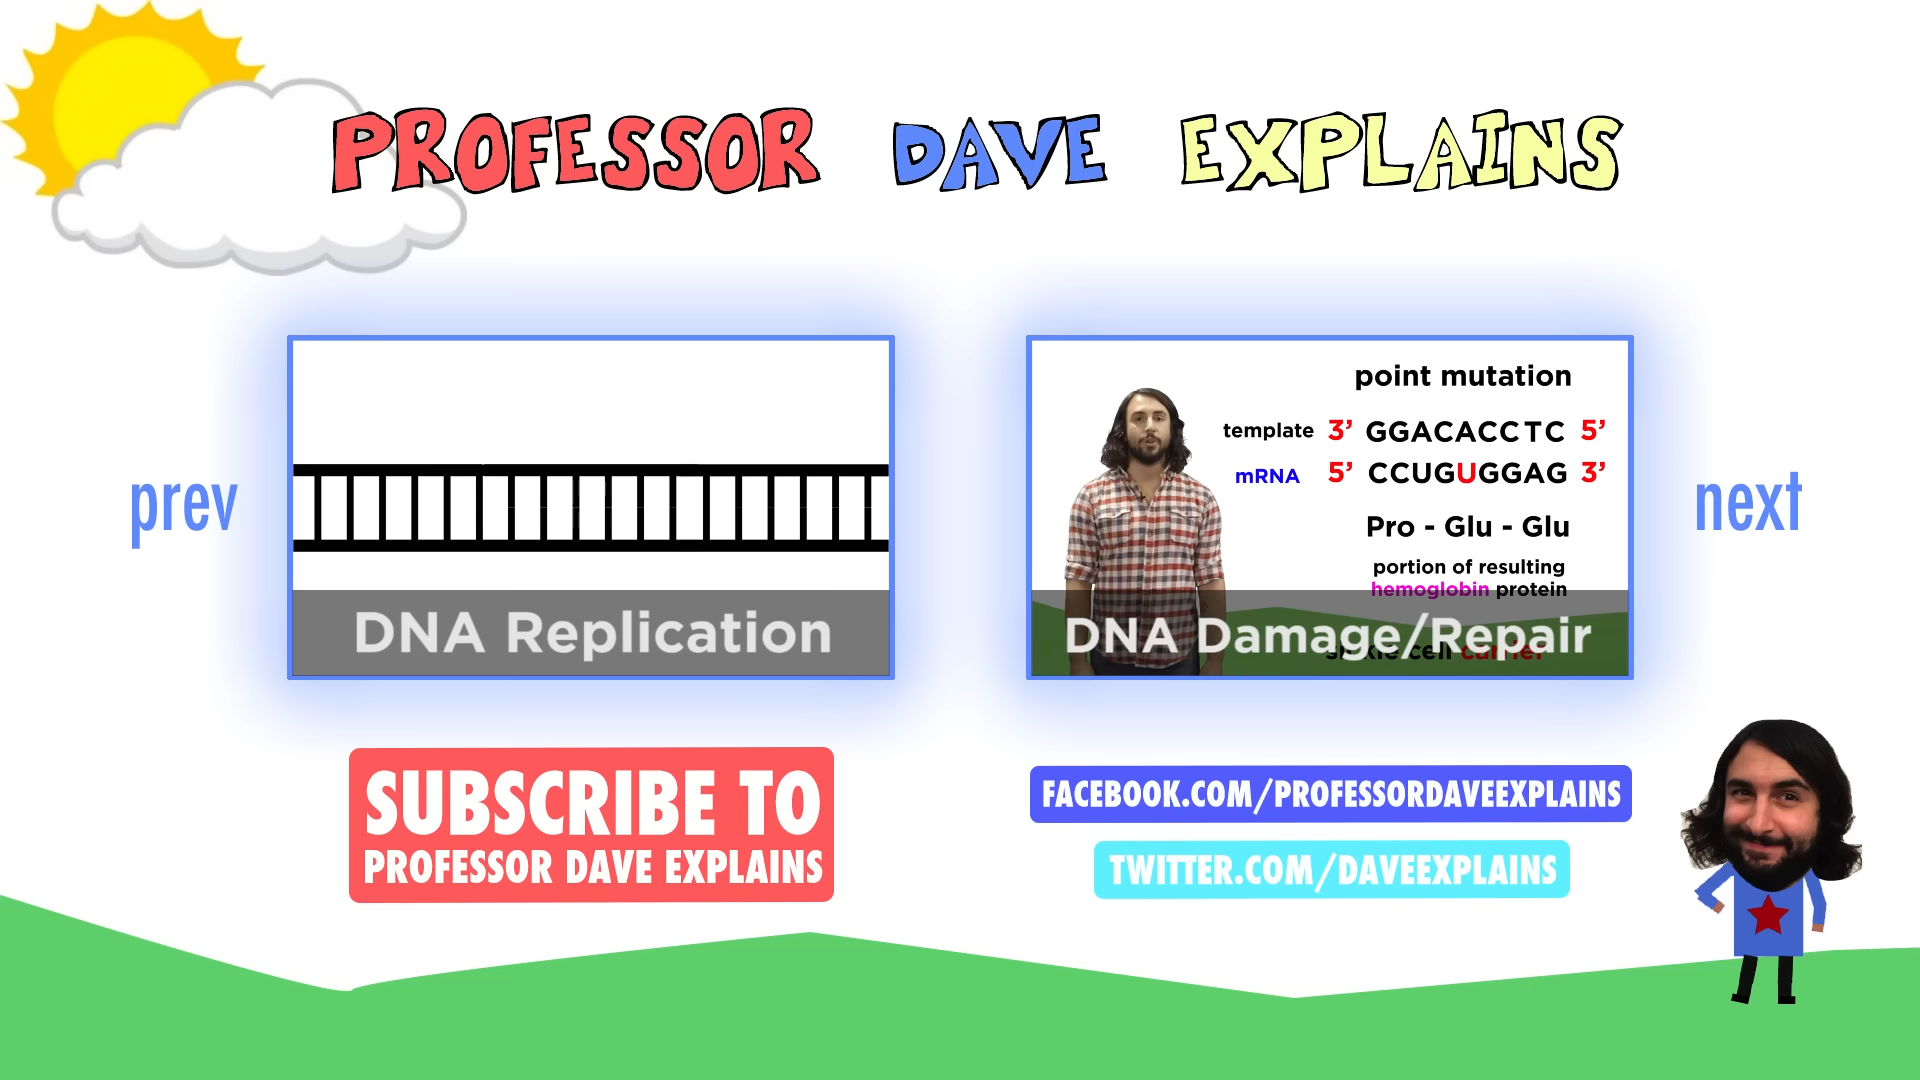 PROFESSOR DAVE EXPLAINS
prev
DNA Replication
point mutation
template 3’ GGACACCTC 5’
mRNA 5’ CCUGUGGAG 3’
Pro - Glu - Glu
portion of resulting
hemoglobin protein
DNA Damage/Repair
cell carrier
next
SUBSCRIBE TO
PROFESSOR DAVE EXPLAINS
FACEBOOK.COM/PROFESSORDAVEEXPLAINS
TWITTER.COM/DAVEEXPLAINS